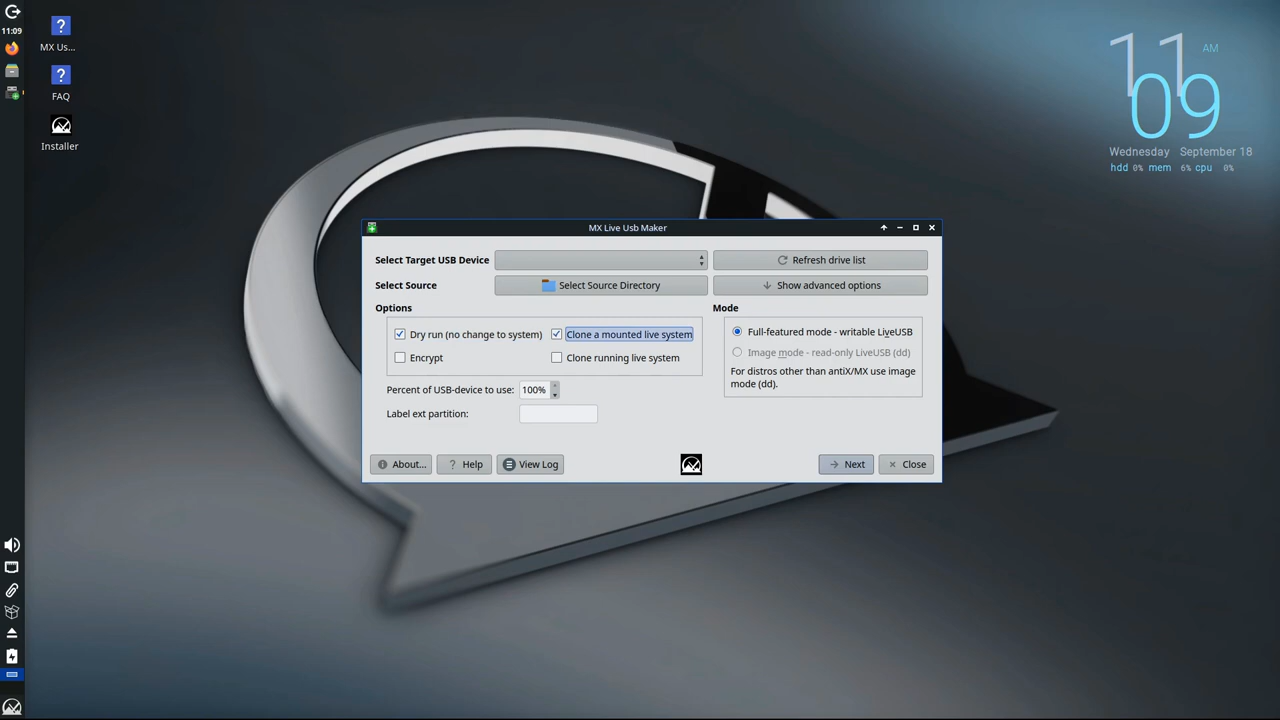 11:09
MX Us...
FAQ
Installer
11
AM
09
Wednesday September 18
hdd 0% mem 6% cpu 0%
MX Live Usb Maker
Select Target USB Device
Refresh drive list
Select Source
Select Source Directory
Show advanced options
Options
Mode
Dry run (no change to system)
Clone a mounted live system
Full-featured mode - writable LiveUSB
Encrypt
Clone running live system
Image mode - read-only LiveUSB (dd)
For distros other than antiX/MX use image
mode (dd).
Percent of USB-device to use:
100%
Label ext partition:
About...
Help
View Log
Next
Close